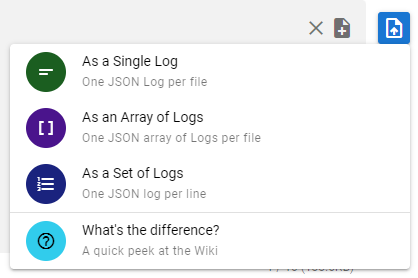 As a Single Log
One JSON Log per file
[ ]
As an Array of Logs
One JSON array of Logs per file
As a Set of Logs
One JSON log per line
What's the difference?
A quick peek at the Wiki